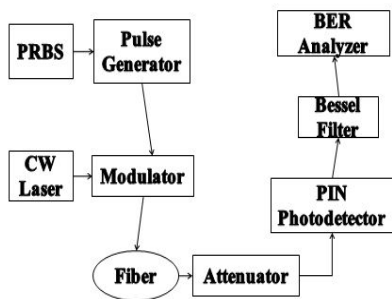 PRBS
Pulse
Generator
CW
Laser
Modulator
Fiber
Attenuator
PIN
Photodetector
Bessel
Filter
BER
Analyzer